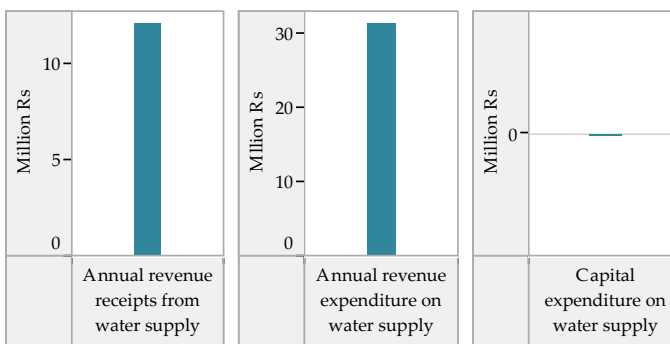 Million Rs
10
5
0
Annual revenue
receipts from
water supply
Million Rs
30
20
10
0
Annual revenue
expenditure on
water supply
Million Rs
0
Capital
expenditure on
water supply